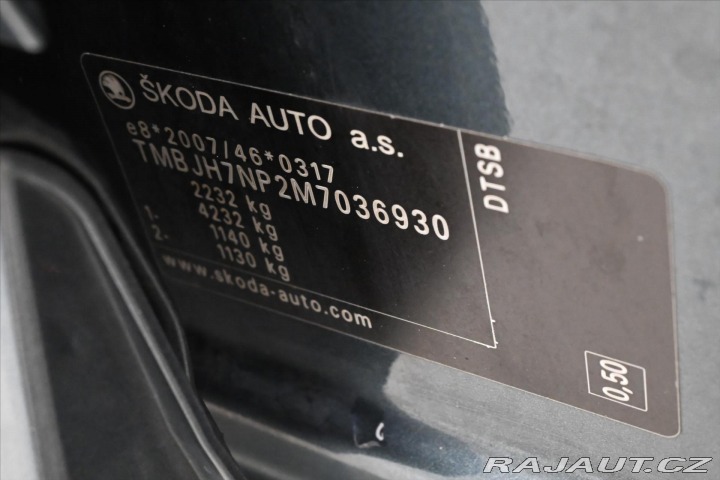 ŠKODA AUTO a.s.
e8*2007/46*0317
TMBJH7NP2M7036930
2232 kg
4232 kg
1- 1140 kg
2- 1130 kg
www.skoda-auto.com
DTSB
0,50
RAJAUT.CZ